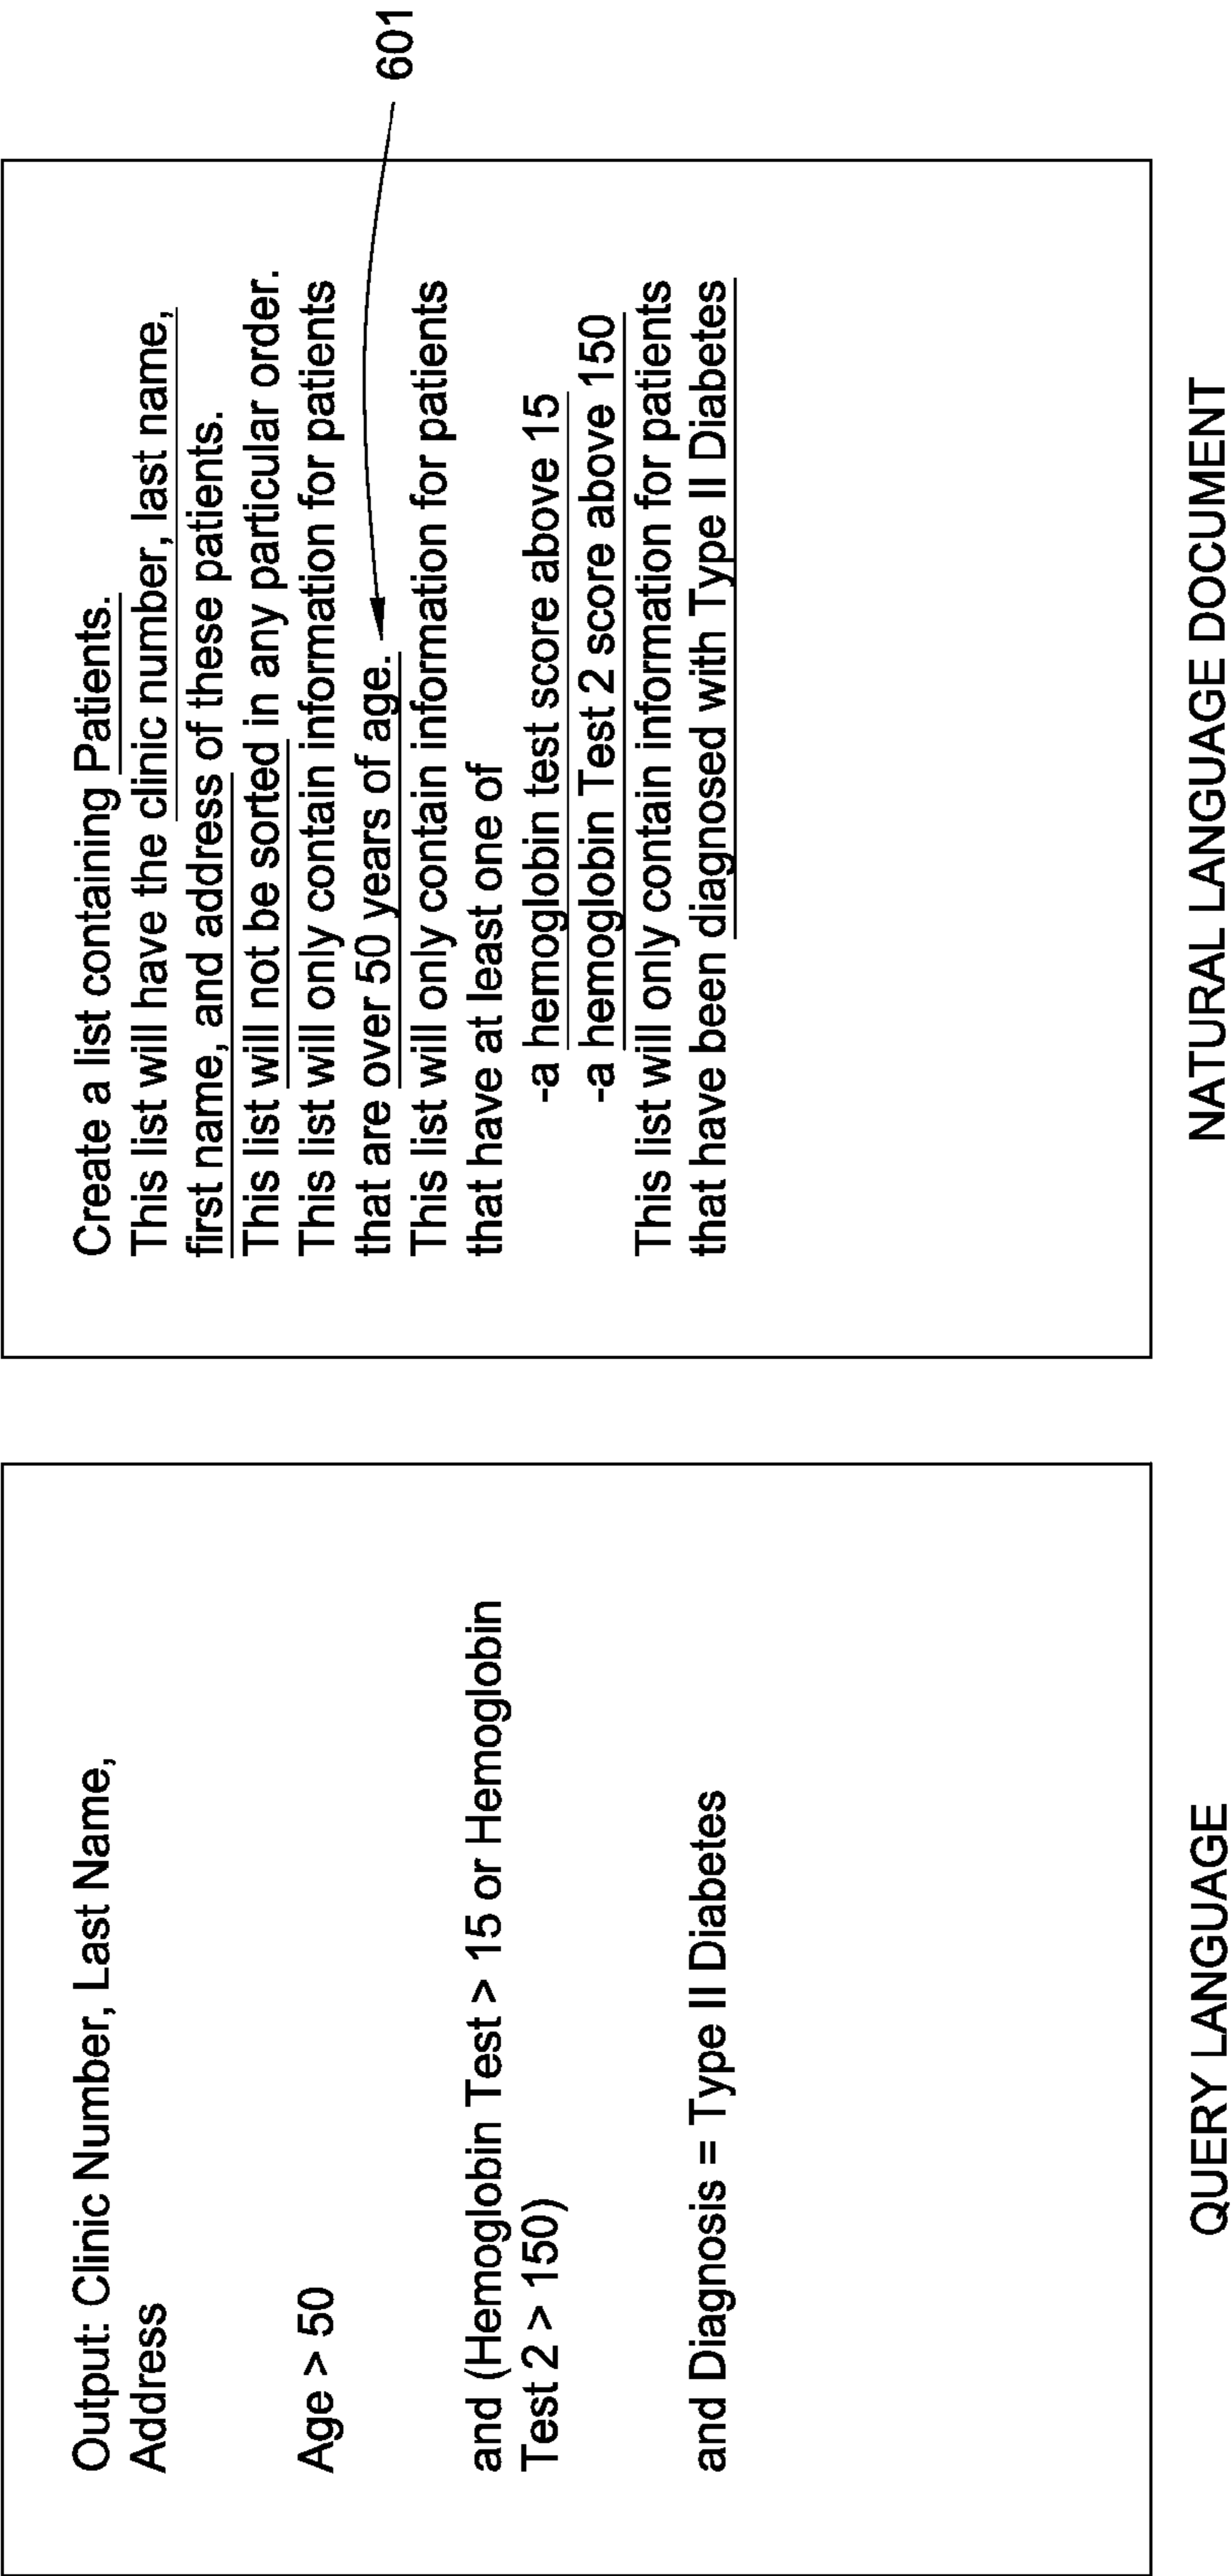 Output: Clinic Number, Last Name,
Address
Age > 50
and (Hemoglobin Test > 15 or Hemoglobin
Test 2 > 150)
and Diagnosis = Type II Diabetes
QUERY LANGUAGE
Create a list containing Patients.
This list will have the clinic number, last name,
first name, and address of these patients.
This list will not be sorted in any particular order.
This list will only contain information for patients
that are over 50 years of age.
This list will only contain information for patients
that have at least one of
-a hemoglobin test score above 15
-a hemoglobin Test 2 score above 150
This list will only contain information for patients
that have been diagnosed with Type II Diabetes
601
NATURAL LANGUAGE DOCUMENT